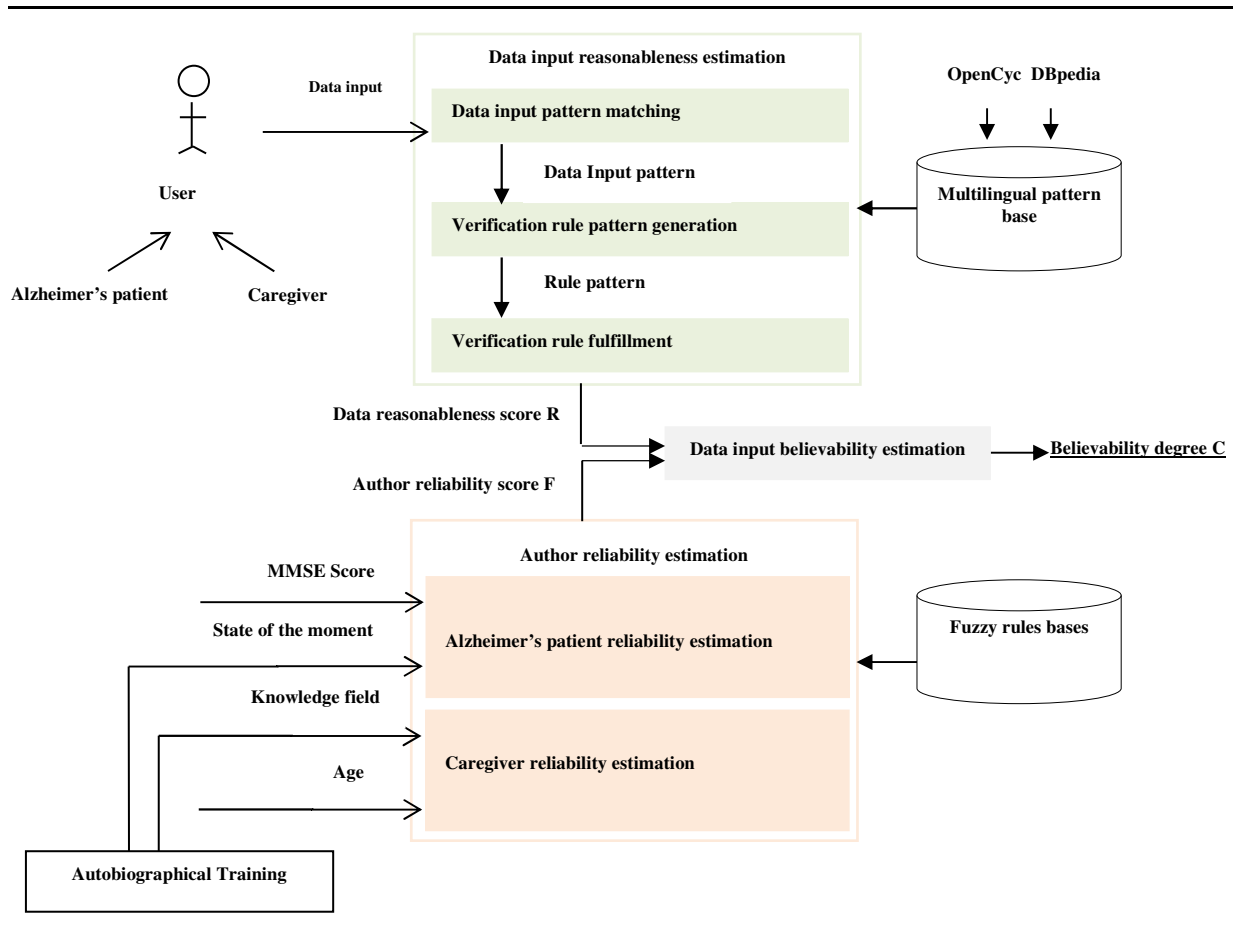 Data input reasonableness estimation
OpenCyc DBpedia
Data input
Data input pattern matching
Data Input pattern
User
Multilingual pattern
base
Verification rule pattern generation
Alzheimer’s patient
Caregiver
Rule pattern
Verification rule fulfillment
Data reasonableness score R
Data input believability estimation
Believability degree C
Author reliability score F
Author reliability estimation
MMSE Score
State of the moment
Alzheimer’s patient reliability estimation
Fuzzy rules bases
Knowledge field
Age
Caregiver reliability estimation
Autobiographical Training